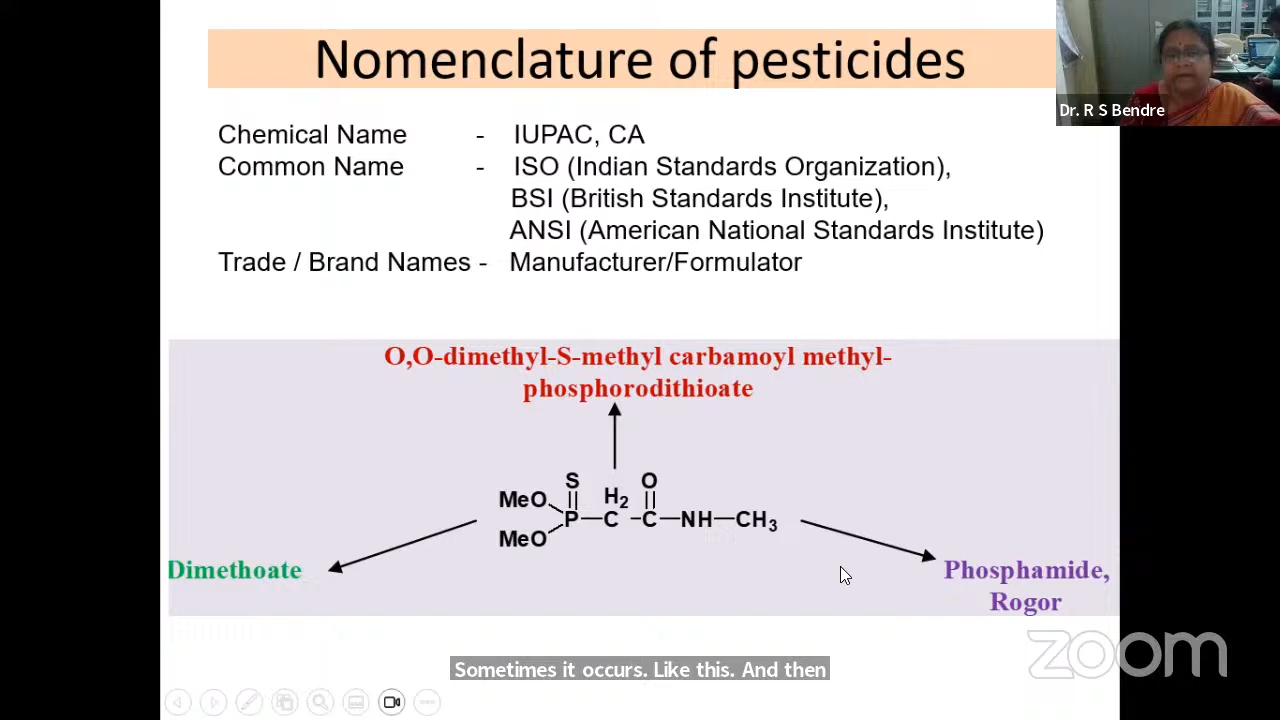 Nomenclature of pesticides
Dr. R S Bendre
Chemical Name - IUPAC, CA
Common Name - ISO (Indian Standards Organization),
BSI (British Standards Institute),
ANSI (American National Standards Institute)
Trade / Brand Names - Manufacturer/Formulator
O,O-dimethyl-S-methyl carbamoyl methyl-
phosphorodithioate
S O
MeO H2
P C C NH CH3
MeO
Dimethoate
Phosphamide,
Rogor
zoom
Sometimes it occurs. Like this. And then